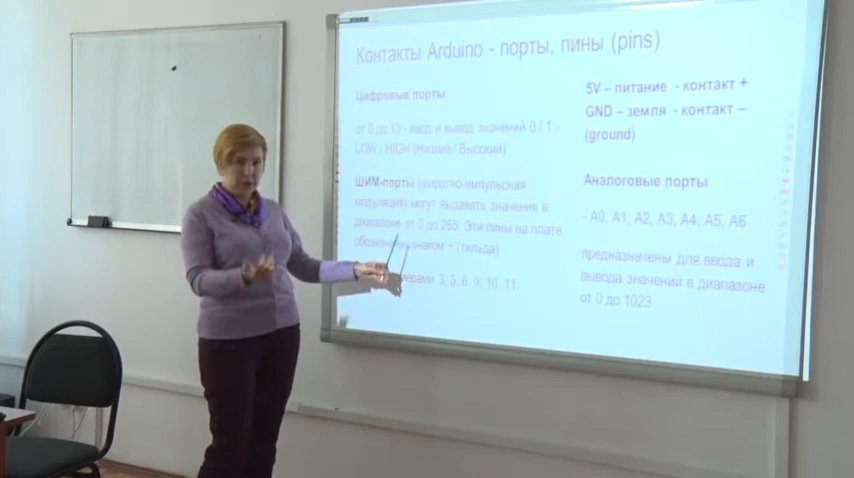 Контакты Arduino - порты, пины (pins)
Цифровые порты
от 0 до 13 - ввод и вывод значений 0 / 1 -
LOW / HIGH (Низкий / Высокий)
ШИМ-порты (широтно-импульсная
модуляция) могут выдавать значения в
диапазоне от 0 до 255. Эти пины на плате
обозначены знаком ~ (тильда)
3, 5, 6, 9, 10, 11.
5V – питание - контакт +
GND – земля - контакт –
(ground)
Аналоговые порты
- A0, A1, A2, A3, A4, A5, A6
предназначены для ввода и
вывода значений в диапазоне
от 0 до 1023